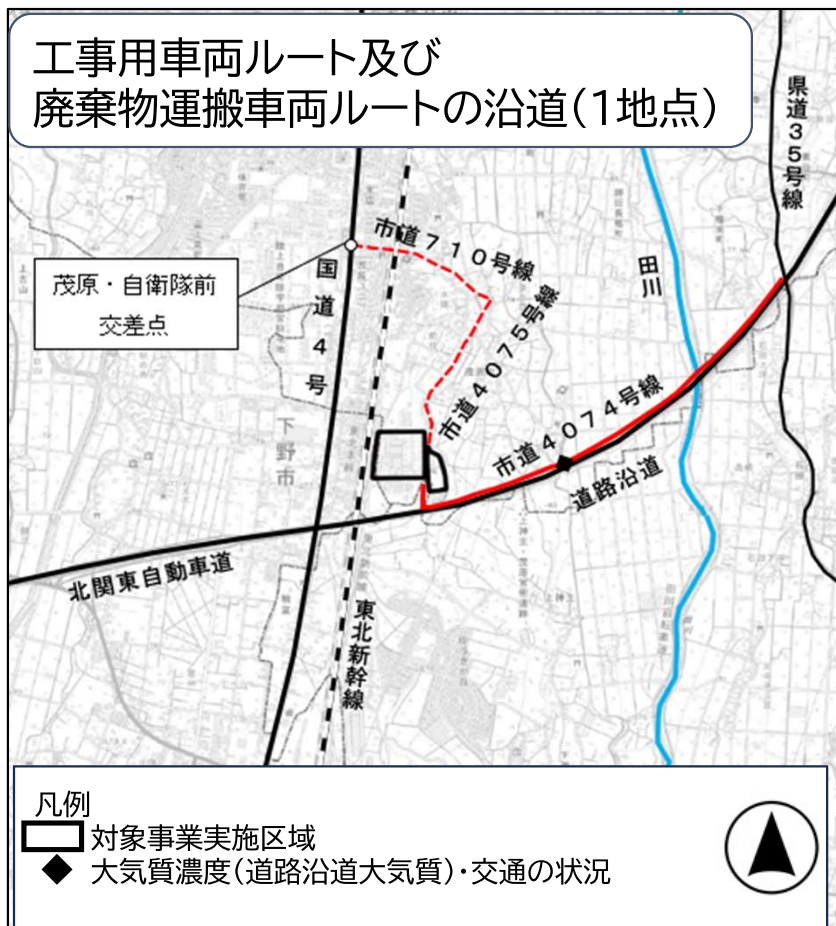 工事用車両ルート及び
廃棄物運搬車両ルートの沿道(1地点)
県道35号線
市道710号線
茂原・自衛隊前
交差点
国道4号
田川
市道4075号線
市道4074号線
下野市
道路沿道
北関東自動車道
東北新幹線
凡例
対象事業実施区域
大気質濃度(道路沿道大気質)・交通の状況